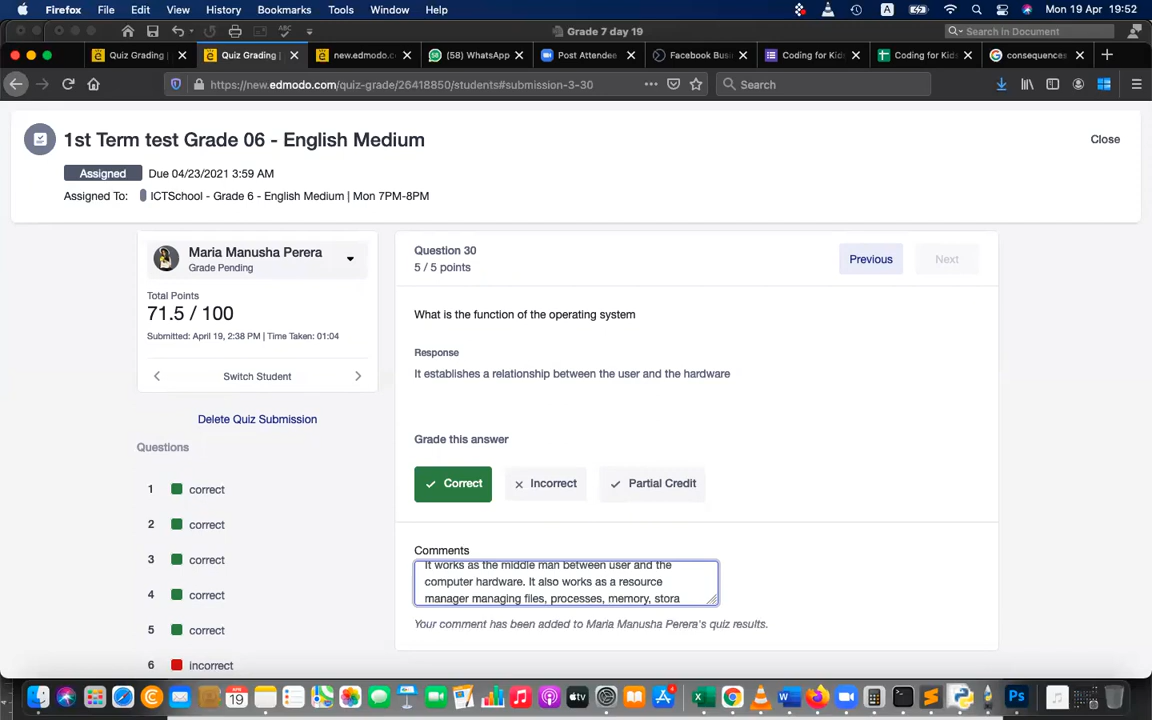 Firefox File Edit View History Bookmarks Tools Window Help A Mon 19 Apr 19:52
Grade 7 day 19 Search in Document
Quiz Grading Quiz Grading new.edmodo.cc (58) WhatsApp Post Attendee Facebook Busi Coding for Kids Coding for Kids consequences
https://new.edmodo.com/quiz-grade/26418850/students#submission-3-30 Search
1st Term test Grade 06 - English Medium
Close
Assigned Due 04/23/2021 3:59 AM
Assigned To: ICTSchool - Grade 6 - English Medium | Mon 7PM-8PM
Maria Manusha Perera
Grade Pending
Total Points
71.5 / 100
Submitted: April 19, 2:38 PM | Time Taken: 01:04
Switch Student
Delete Quiz Submission
Questions
1 correct
2 correct
3 correct
4 correct
5 correct
6 incorrect
Question 30
5 / 5 points
Previous
Next
What is the function of the operating system
Response
It establishes a relationship between the user and the hardware
Grade this answer
Correct
Incorrect
Partial Credit
Comments
It works as the middle man between user and the
computer hardware. It also works as a resource
manager managing files, processes, memory, stora
Your comment has been added to Maria Manusha Perera's quiz results.